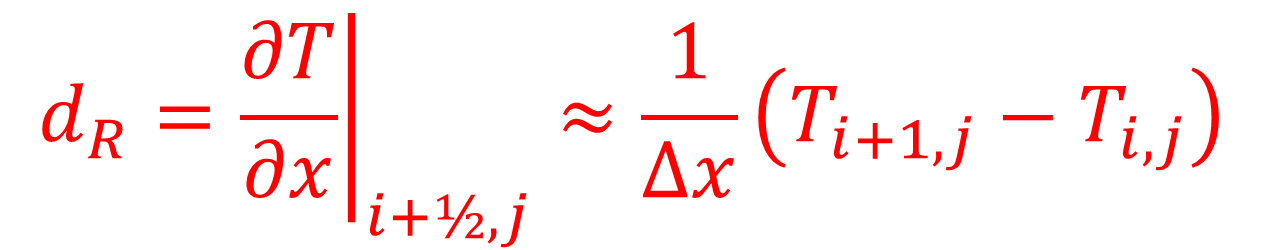 d_R = ∂T/∂x |_{i+½,j} ≈ 1/Δx (T_{i+1,j} − T_{i,j})